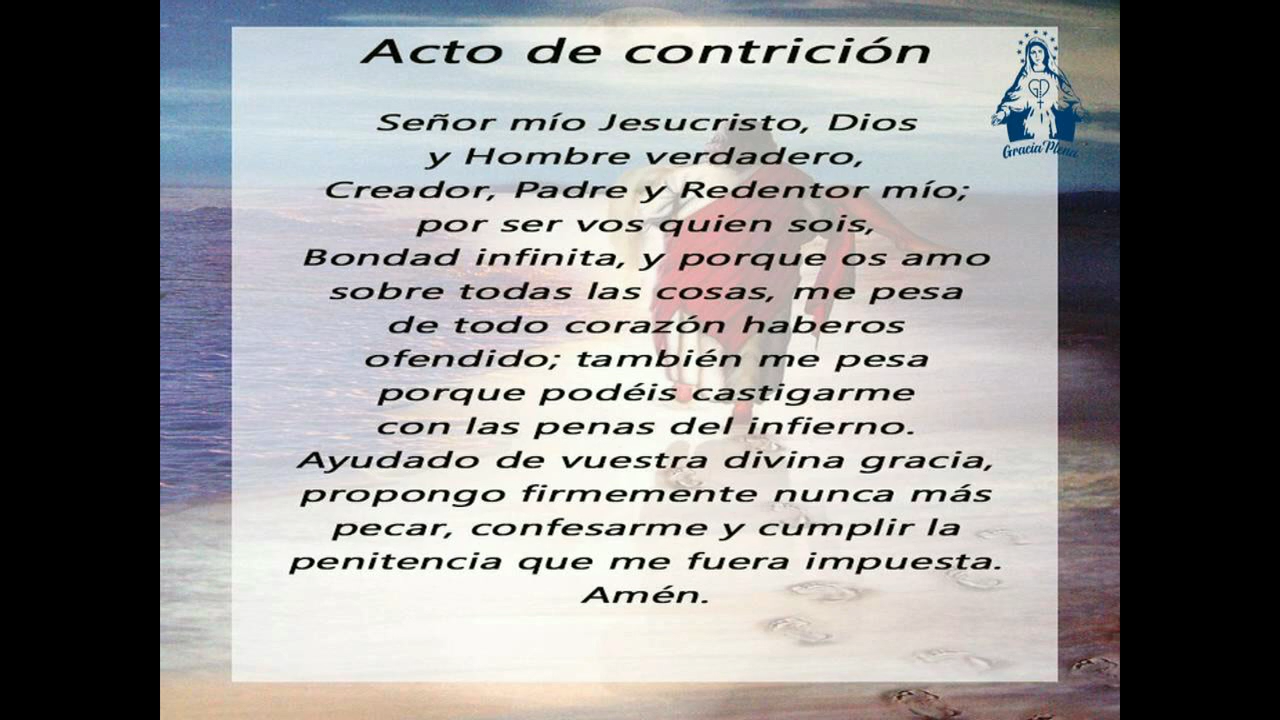 Acto de contrición
Señor mío Jesucristo, Dios
y Hombre verdadero,
Creador, Padre y Redentor mío;
por ser vos quien sois,
Bondad infinita, y porque os amo
sobre todas las cosas, me pesa
de todo corazón haberos
ofendido; también me pesa
porque podéis castigarme
con las penas del infierno.
Ayudado de vuestra divina gracia,
propongo firmemente nunca más
pecar, confesarme y cumplir la
penitencia que me fuera impuesta.
Amén.
Gracia Plena